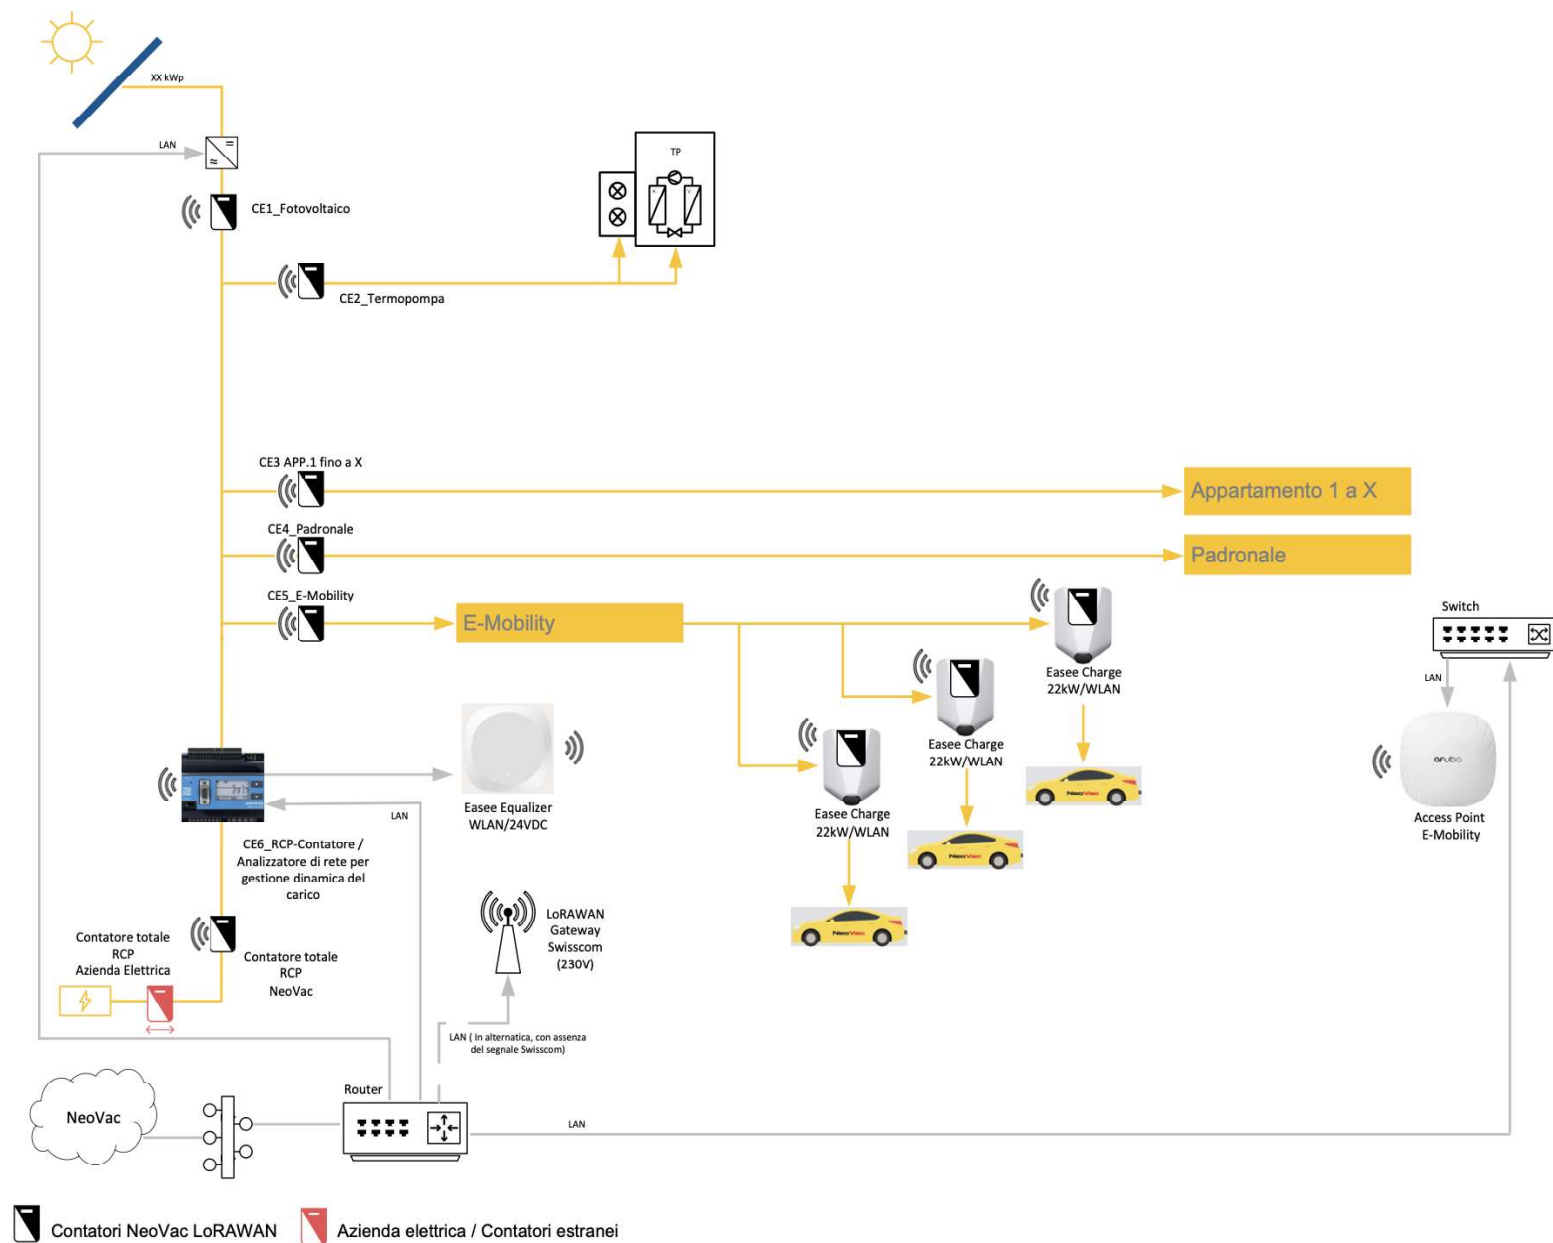 XX kWp
LAN
TP
CE1_Fotovoltaico
CE2_Termopompa
CE3 APP.1 fino a X
Appartamento 1 a X
CE4_Padronale
Padronale
CE5_E-Mobility
E-Mobility
Switch
Easee Charge
22kW/WLAN
LAN
Easee Charge
22kW/WLAN
aruba
Easee Equalizer
WLAN/24VDC
LAN
Easee Charge
22kW/WLAN
NeoVac
Access Point
E-Mobility
CE6_RCP-Contatore /
Analizzatore di rete per
gestione dinamica del
carico
NeoVac
LoRAWAN
Gateway
Swisscom
(230V)
NeoVac
Contatore totale
RCP
Azienda Elettrica
Contatore totale
RCP
NeoVac
LAN ( In alternatica, con assenza
del segnale Swisscom)
Router
NeoVac
LAN
Contatori NeoVac LoRAWAN
Azienda elettrica / Contatori estranei